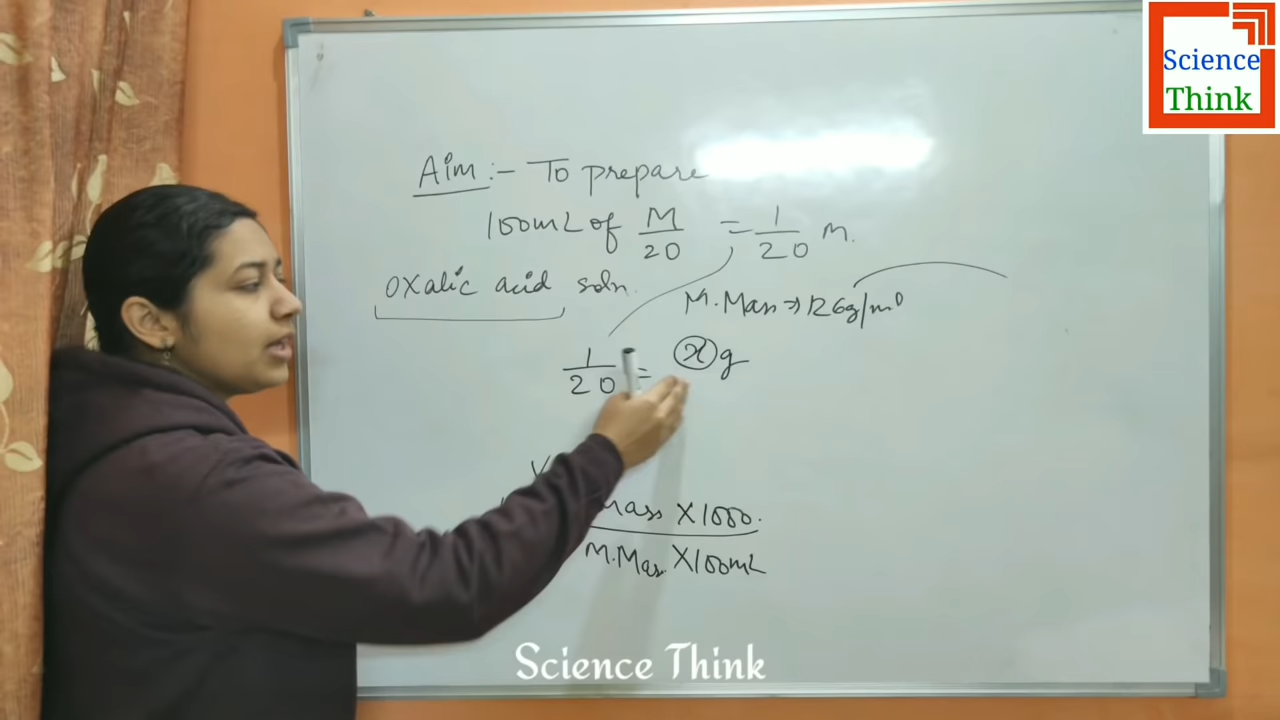 Science
Think
Aim:- To prepare
100mL of M/20 = 1/20 M.
oxalic acid soln.
M.Mass → 126g/mol
1/20 = x g
Mass X1000.
M.Mass X100mL
Science Think